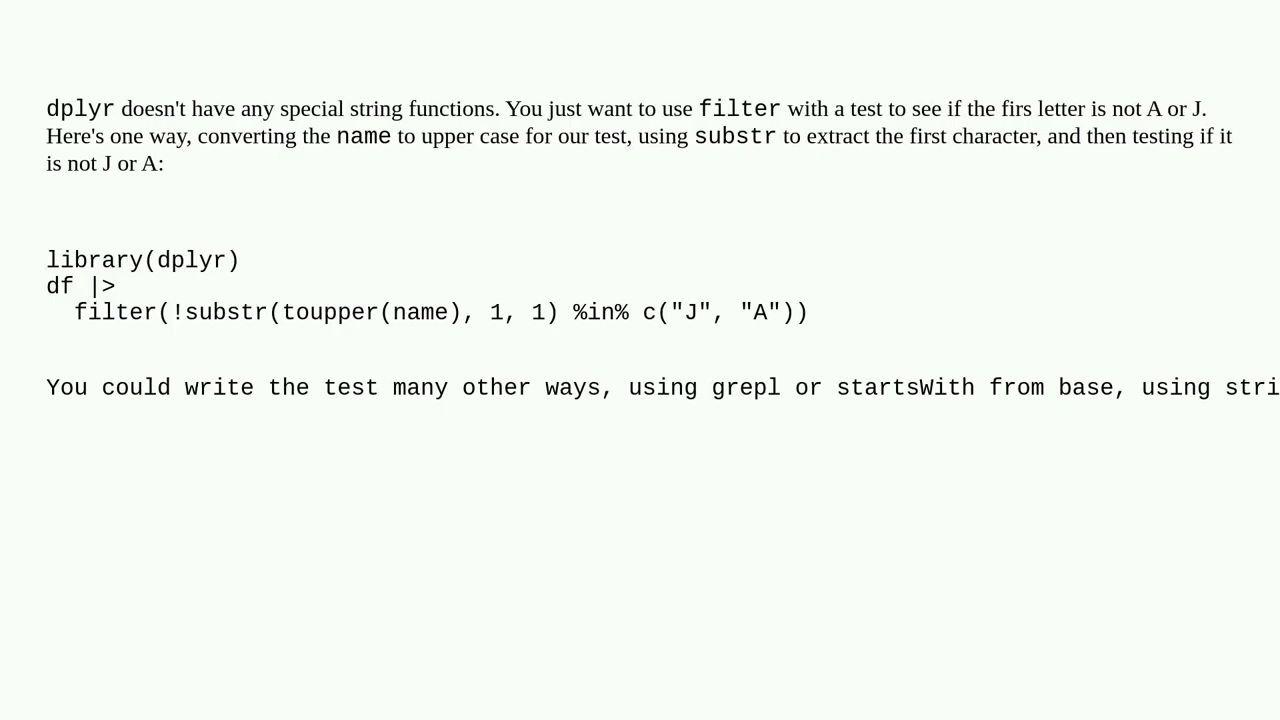 dplyr doesn't have any special string functions. You just want to use filter with a test to see if the firs letter is not A or J.
Here's one way, converting the name to upper case for our test, using substr to extract the first character, and then testing if it
is not J or A:
library(dplyr)
df |>
  filter(!substr(toupper(name), 1, 1) %in% c("J", "A"))
You could write the test many other ways, using grepl or startsWith from base, using stri